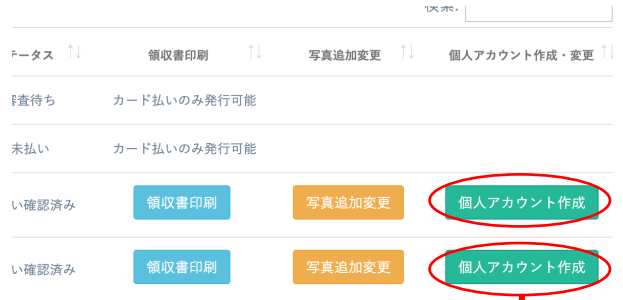 検索:
ステータス 領収書印刷 写真追加変更 個人アカウント作成・変更
審査待ち カード払いのみ発行可能
未払い カード払いのみ発行可能
い確認済み 領収書印刷 写真追加変更 個人アカウント作成
い確認済み 領収書印刷 写真追加変更 個人アカウント作成